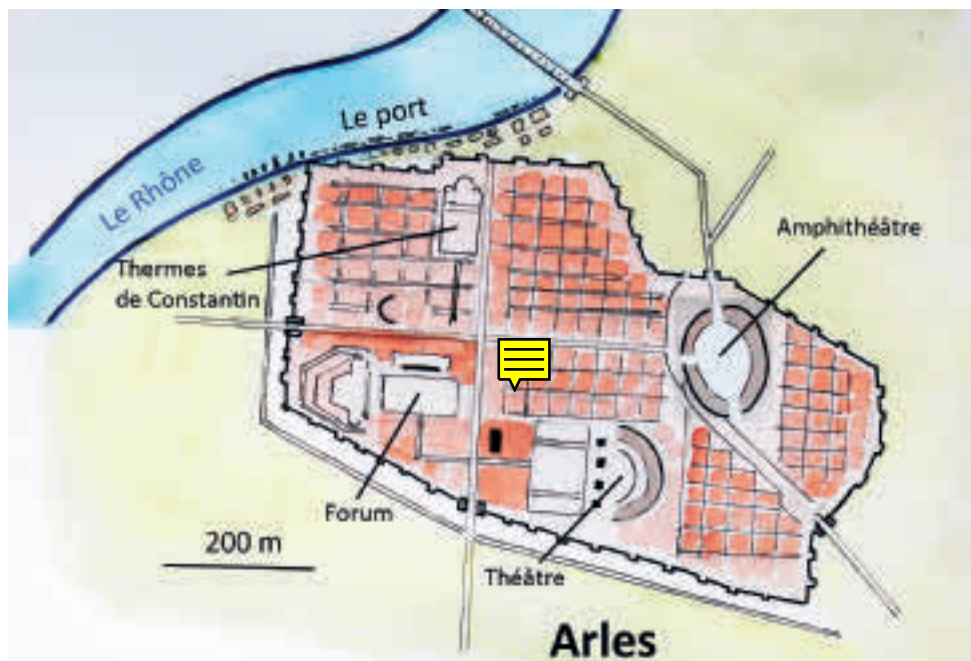 Le port
Le Rhône
Amphithéâtre
Thermes
de Constantin
Forum
200 m
Théâtre
Arles